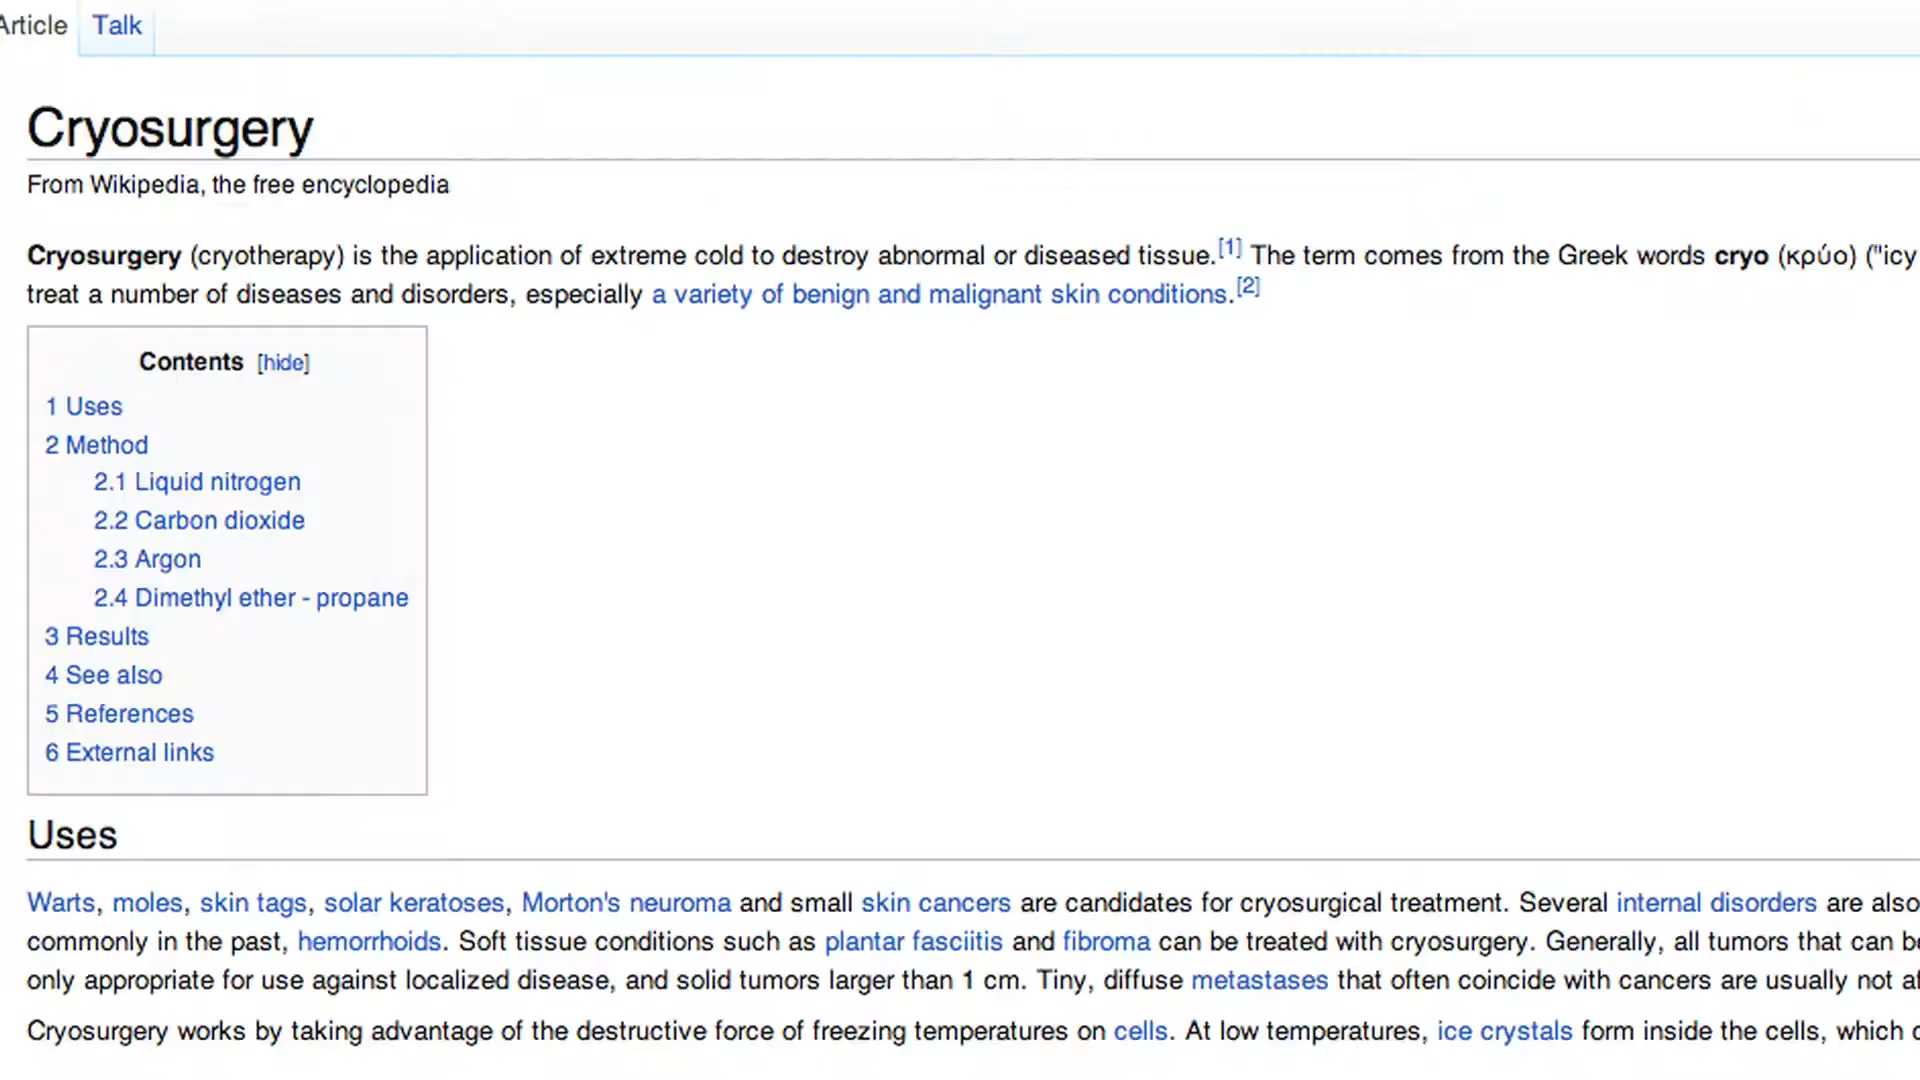 Article Talk
Cryosurgery
From Wikipedia, the free encyclopedia
Cryosurgery (cryotherapy) is the application of extreme cold to destroy abnormal or diseased tissue.[1] The term comes from the Greek words cryo (κρύο) ("icy
treat a number of diseases and disorders, especially a variety of benign and malignant skin conditions.[2]
Contents [hide]
1 Uses
2 Method
2.1 Liquid nitrogen
2.2 Carbon dioxide
2.3 Argon
2.4 Dimethyl ether - propane
3 Results
4 See also
5 References
6 External links
Uses
Warts, moles, skin tags, solar keratoses, Morton's neuroma and small skin cancers are candidates for cryosurgical treatment. Several internal disorders are also
commonly in the past, hemorrhoids. Soft tissue conditions such as plantar fasciitis and fibroma can be treated with cryosurgery. Generally, all tumors that can
only appropriate for use against localized disease, and solid tumors larger than 1 cm. Tiny, diffuse metastases that often coincide with cancers are usually not
Cryosurgery works by taking advantage of the destructive force of freezing temperatures on cells. At low temperatures, ice crystals form inside the cells, which